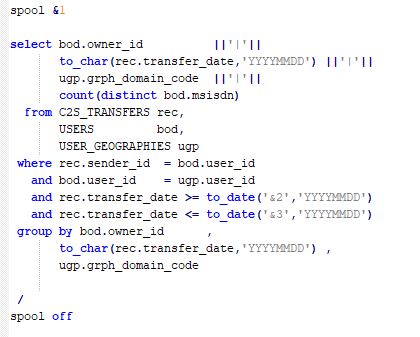 spool &1
select bod.owner_id ||'|'||
to_char(rec.transfer_date,'YYYYMMDD') ||'|'||
ugp.grph_domain_code ||'|'||
count(distinct bod.msisdn)
from C2S_TRANSFERS rec,
USERS bod,
USER_GEOGRAPHIES ugp
where rec.sender_id = bod.user_id
and bod.user_id = ugp.user_id
and rec.transfer_date >= to_date('&2','YYYYMMDD')
and rec.transfer_date <= to_date('&3','YYYYMMDD')
group by bod.owner_id ,
to_char(rec.transfer_date,'YYYYMMDD') ,
ugp.grph_domain_code
/
spool off